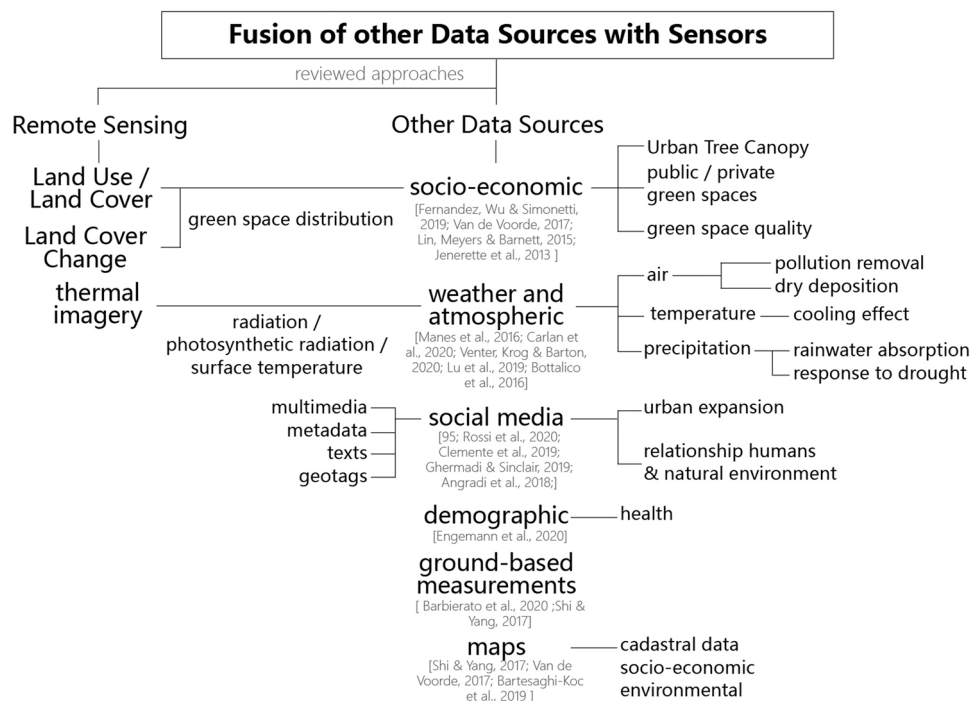 Fusion of other Data Sources with Sensors
reviewed approaches
Remote Sensing
Other Data Sources
Land Use /
Land Cover
Land Cover
Change
green space distribution
socio-economic
[Fernandez, Wu & Simonetti,
2019; Van de Voorde, 2017;
Lin, Meyers & Barnett, 2015;
Jenerette et al., 2013 ]
Urban Tree Canopy
public / private
green spaces
green space quality
thermal
imagery
radiation /
photosynthetic radiation /
surface temperature
weather and
atmospheric
[Manes et al., 2016; Carlan et
al., 2020; Venter, Krog & Barton,
2020; Lu et al., 2019; Bottalico
et al., 2016]
air
pollution removal
dry deposition
temperature
cooling effect
precipitation
rainwater absorption
response to drought
multimedia
metadata
texts
geotags
social media
[95; Rossi et al., 2020;
Clemente et al., 2019;
Ghermadi & Sinclair, 2019;
Angradi et al., 2018;]
urban expansion
relationship humans
& natural environment
demographic
[Engemann et al., 2020]
health
ground-based
measurements
[ Barbierato et al., 2020 ;Shi &
Yang, 2017]
maps
[Shi & Yang, 2017; Van de
Voorde, 2017; Bartesaghi-Koc
et al., 2019 ]
cadastral data
socio-economic
environmental